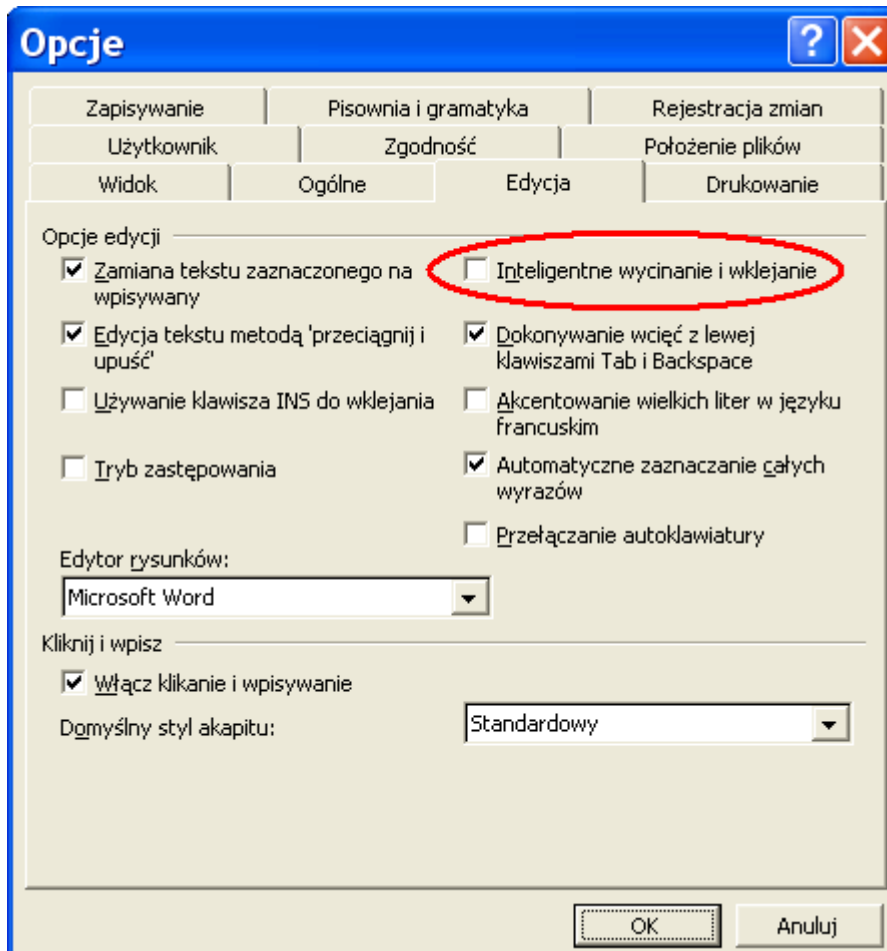 Opcje
Zapisywanie Pisownia i gramatyka Rejestracja zmian
Użytkownik Zgodność Położenie plików
Widok Ogólne Edycja Drukowanie
Opcje edycji
Zamiana tekstu zaznaczonego na
wpisywany
Inteligentne wycinanie i wklejanie
Edycja tekstu metodą 'przeciągnij i
upuść'
Dokonywanie wcięć z lewej
klawiszami Tab i Backspace
Używanie klawisza INS do wklejania
Akcentowanie wielkich liter w języku
francuskim
Tryb zastępowania
Automatyczne zaznaczanie całych
wyrazów
Przełączanie autoklawiatury
Edytor rysunków:
Microsoft Word
Kliknij i wpisz
Włącz klikanie i wpisywanie
Domyślny styl akapitu:
Standardowy
OK Anuluj